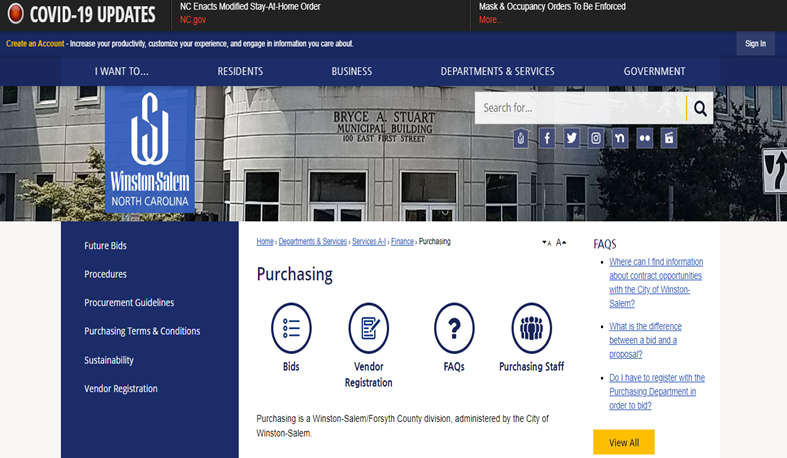 COVID-19 UPDATES
NC Enacts Modified Stay-At-Home Order
NC.gov
Mask & Occupancy Orders To Be Enforced
More...
Create an Account - Increase your productivity, customize your experience, and engage in information you care about.
Sign In
I WANT TO...
RESIDENTS
BUSINESS
DEPARTMENTS & SERVICES
GOVERNMENT
BRYCE A. STUART
MUNICIPAL BUILDING
100 EAST FIRST STREET
Search for...
Winston-Salem
NORTH CAROLINA
Future Bids
Procedures
Procurement Guidelines
Purchasing Terms & Conditions
Sustainability
Vendor Registration
Home › Departments & Services › Services A-I › Finance › Purchasing
A A
Purchasing
Bids
Vendor
Registration
FAQs
Purchasing Staff
Purchasing is a Winston-Salem/Forsyth County division, administered by the City of
Winston-Salem.
FAQS
Where can I find information
about contract opportunities
with the City of Winston-
Salem?
What is the difference
between a bid and a
proposal?
Do I have to register with the
Purchasing Department in
order to bid?
View All